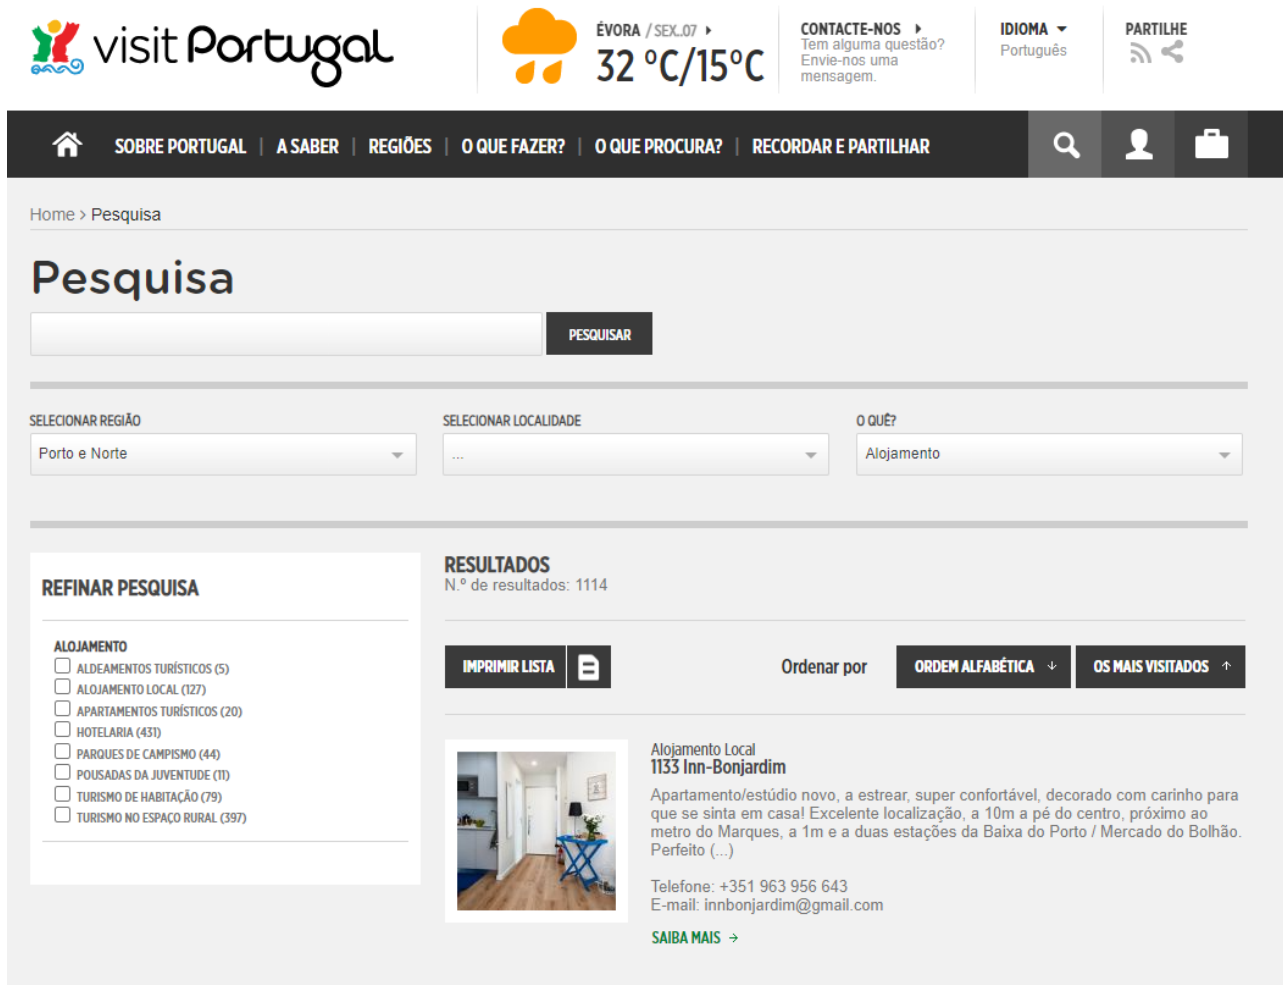 visit Portugal
ÉVORA / SEX..07
32 ºC/15ºC
CONTACTE-NOS
Tem alguma questão?
Envie-nos uma
mensagem.
IDIOMA
Português
PARTILHE
SOBRE PORTUGAL | A SABER | REGIÕES | O QUE FAZER? | O QUE PROCURA? | RECORDAR E PARTILHAR
Home > Pesquisa
Pesquisa
PESQUISAR
SELECIONAR REGIÃO
Porto e Norte
SELECIONAR LOCALIDADE
...
O QUÊ?
Alojamento
REFINAR PESQUISA
ALOJAMENTO
ALDEAMENTOS TURÍSTICOS (5)
ALOJAMENTO LOCAL (127)
APARTAMENTOS TURÍSTICOS (20)
HOTELARIA (431)
PARQUES DE CAMPISMO (44)
POUSADAS DA JUVENTUDE (11)
TURISMO DE HABITAÇÃO (79)
TURISMO NO ESPAÇO RURAL (397)
RESULTADOS
N.º de resultados: 1114
IMPRIMIR LISTA
Ordenar por
ORDEM ALFABÉTICA ↓
OS MAIS VISITADOS ↑
Alojamento Local
1133 Inn-Bonjardim
Apartamento/estúdio novo, a estrear, super confortável, decorado com carinho para
que se sinta em casa! Excelente localização, a 10m a pé do centro, próximo ao
metro do Marques, a 1m e a duas estações da Baixa do Porto / Mercado do Bolhão.
Perfeito (...)
Telefone: +351 963 956 643
E-mail: innbonjardim@gmail.com
SAIBA MAIS →